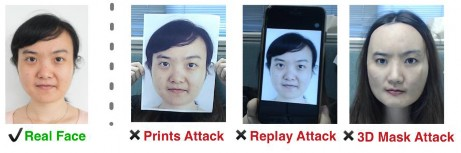 ✔ Real Face
✖ Prints Attack
✖ Replay Attack
✖ 3D Mask Attack